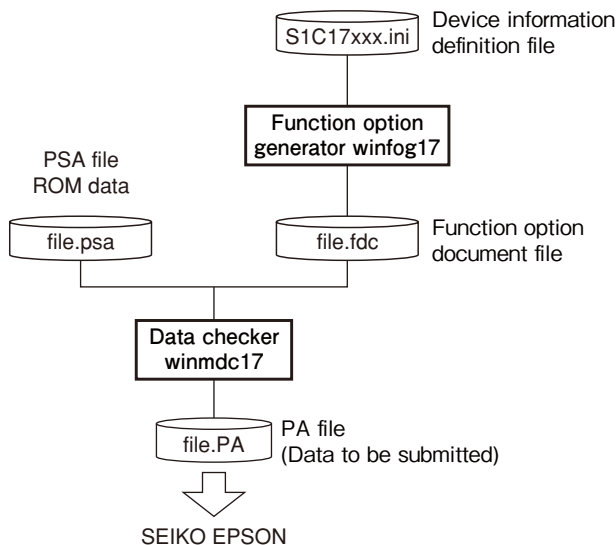 S1C17xxx.ini
Device information
definition file
Function option
generator winfog17
PSA file
ROM data
file.psa
file.fdc
Function option
document file
Data checker
winmdc17
file.PA
PA file
(Data to be submitted)
SEIKO EPSON